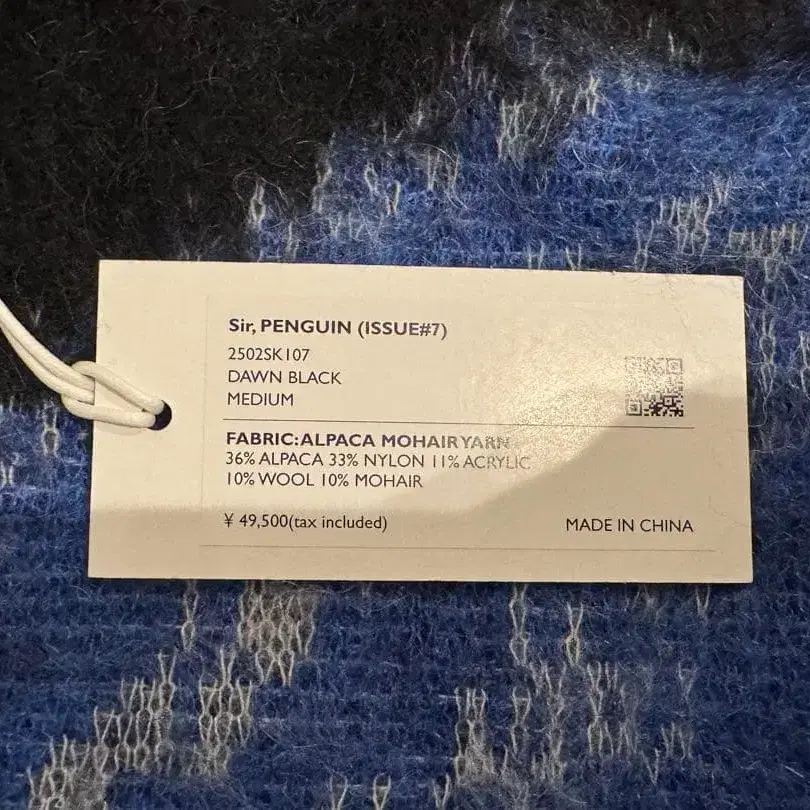 Sir, PENGUIN (ISSUE#7)
2502SK107
DAWN BLACK
MEDIUM
FABRIC:ALPACA MOHAIR YARN
36% ALPACA 33% NYLON 11% ACRYLIC
10% WOOL 10% MOHAIR
¥ 49,500(tax included)
MADE IN CHINA